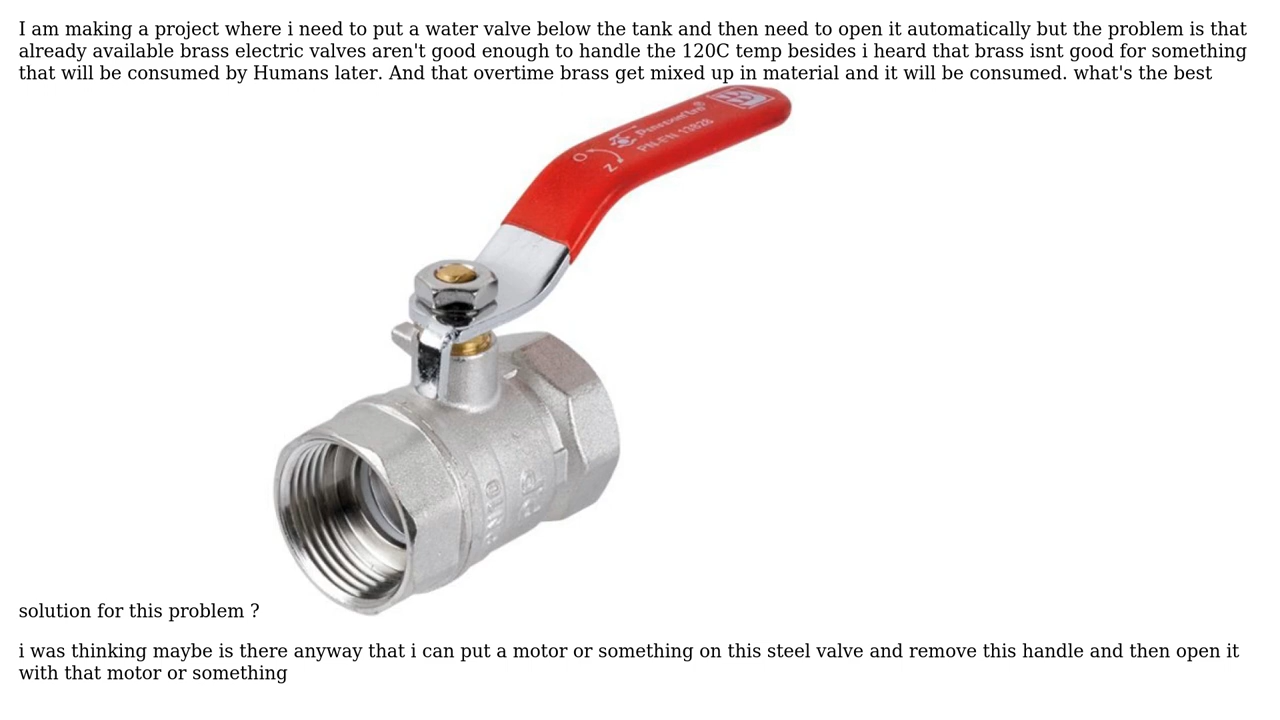 I am making a project where i need to put a water valve below the tank and then need to open it automatically but the problem is that
already available brass electric valves aren't good enough to handle the 120C temp besides i heard that brass isnt good for something
that will be consumed by Humans later. And that overtime brass get mixed up in material and it will be consumed. what's the best
PN-EN 13828
O
Z
solution for this problem ?
i was thinking maybe is there anyway that i can put a motor or something on this steel valve and remove this handle and then open it
with that motor or something